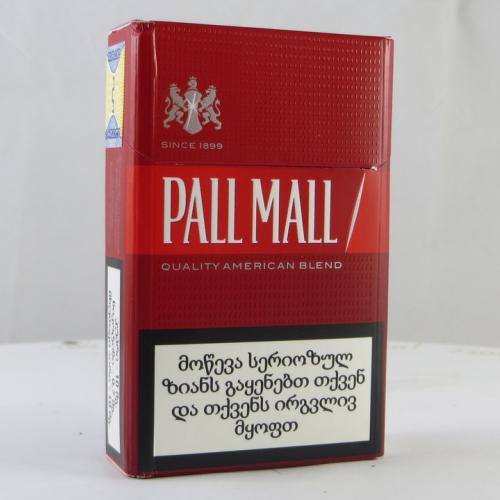 SINCE 1899
PALL MALL
QUALITY AMERICAN BLEND
მოწევა სერიოზულ
ზიანს გაყენებთ თქვენ
და თქვენს ირგვლივ
მყოფთ